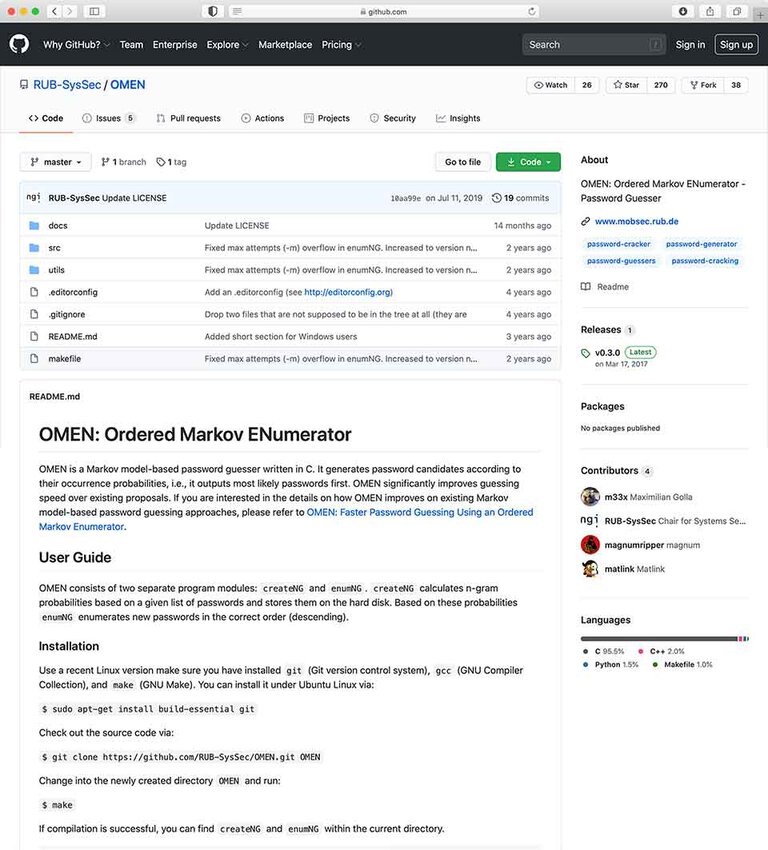 github.com
Why GitHub? Team Enterprise Explore Marketplace Pricing
Search /
Sign in Sign up
RUB-SysSec / OMEN
Watch 26 Star 270 Fork 38
Code Issues 5 Pull requests Actions Projects Security Insights
master 1 branch 1 tag
Go to file Code
RUB-SysSec Update LICENSE 10aa99e on Jul 11, 2019 19 commits
docs Update LICENSE 14 months ago
src Fixed max attempts (-m) overflow in enumNG. Increased to version n... 2 years ago
utils Fixed max attempts (-m) overflow in enumNG. Increased to version n... 2 years ago
.editorconfig Add an .editorconfig (see http://editorconfig.org) 4 years ago
.gitignore Drop two files that are not supposed to be in the tree at all (they are 4 years ago
README.md Added short section for Windows users 3 years ago
makefile Fixed max attempts (-m) overflow in enumNG. Increased to version n... 2 years ago
README.md
OMEN: Ordered Markov ENumerator
OMEN is a Markov model-based password guesser written in C. It generates password candidates according to
their occurrence probabilities, i.e., it outputs most likely passwords first. OMEN significantly improves guessing
speed over existing proposals. If you are interested in the details on how OMEN improves on existing Markov
model-based password guessing approaches, please refer to OMEN: Faster Password Guessing Using an Ordered
Markov Enumerator.
User Guide
OMEN consists of two separate program modules: createNG and enumNG . createNG calculates n-gram
probabilities based on a given list of passwords and stores them on the hard disk. Based on these probabilities
enumNG enumerates new passwords in the correct order (descending).
Installation
Use a recent Linux version make sure you have installed git (Git version control system), gcc (GNU Compiler
Collection), and make (GNU Make). You can install it under Ubuntu Linux via:
$ sudo apt-get install build-essential git
Check out the source code via:
$ git clone https://github.com/RUB-SysSec/OMEN.git OMEN
Change into the newly created directory OMEN and run:
$ make
If compilation is successful, you can find createNG and enumNG within the current directory.
About
OMEN: Ordered Markov ENumerator -
Password Guesser
www.mobsec.rub.de
password-cracker password-generator
password-guessers password-cracking
Readme
Releases 1
v0.3.0 Latest
on Mar 17, 2017
Packages
No packages published
Contributors 4
m33x Maximilian Golla
RUB-SysSec Chair for Systems Se...
magnumripper magnum
matlink Matlink
Languages
C 95.5% C++ 2.0%
Python 1.5% Makefile 1.0%